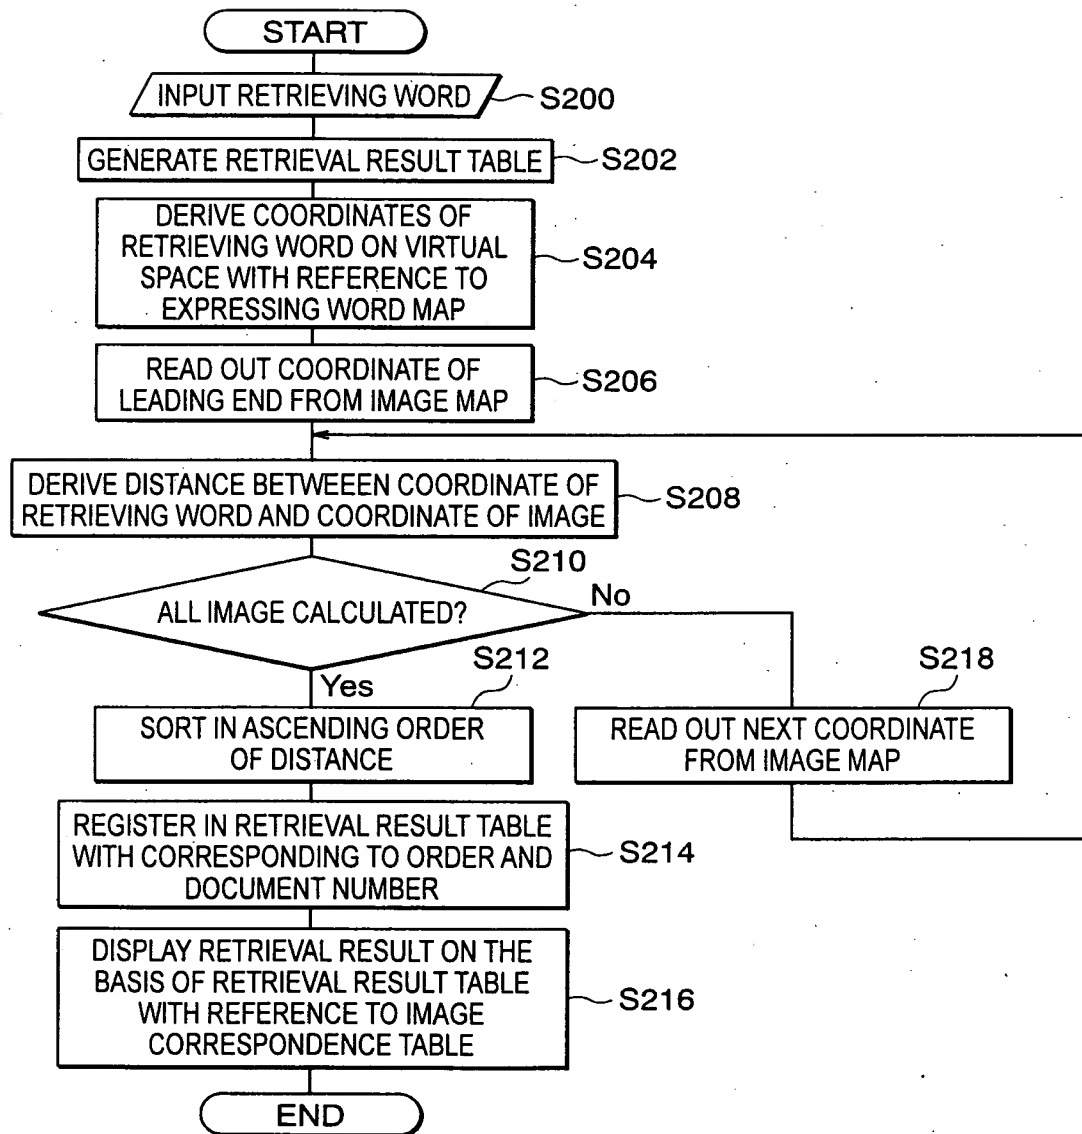 START
INPUT RETRIEVING WORD
S200
GENERATE RETRIEVAL RESULT TABLE
S202
DERIVE COORDINATES OF
RETRIEVING WORD ON VIRTUAL
SPACE WITH REFERENCE TO
EXPRESSING WORD MAP
S204
READ OUT COORDINATE OF
LEADING END FROM IMAGE MAP
S206
DERIVE DISTANCE BETWEEEN COORDINATE OF
RETRIEVING WORD AND COORDINATE OF IMAGE
S208
S210
ALL IMAGE CALCULATED?
No
Yes
S212
SORT IN ASCENDING ORDER
OF DISTANCE
S218
READ OUT NEXT COORDINATE
FROM IMAGE MAP
REGISTER IN RETRIEVAL RESULT TABLE
WITH CORRESPONDING TO ORDER AND
DOCUMENT NUMBER
S214
DISPLAY RETRIEVAL RESULT ON THE
BASIS OF RETRIEVAL RESULT TABLE
WITH REFERENCE TO IMAGE
CORRESPONDENCE TABLE
S216
END